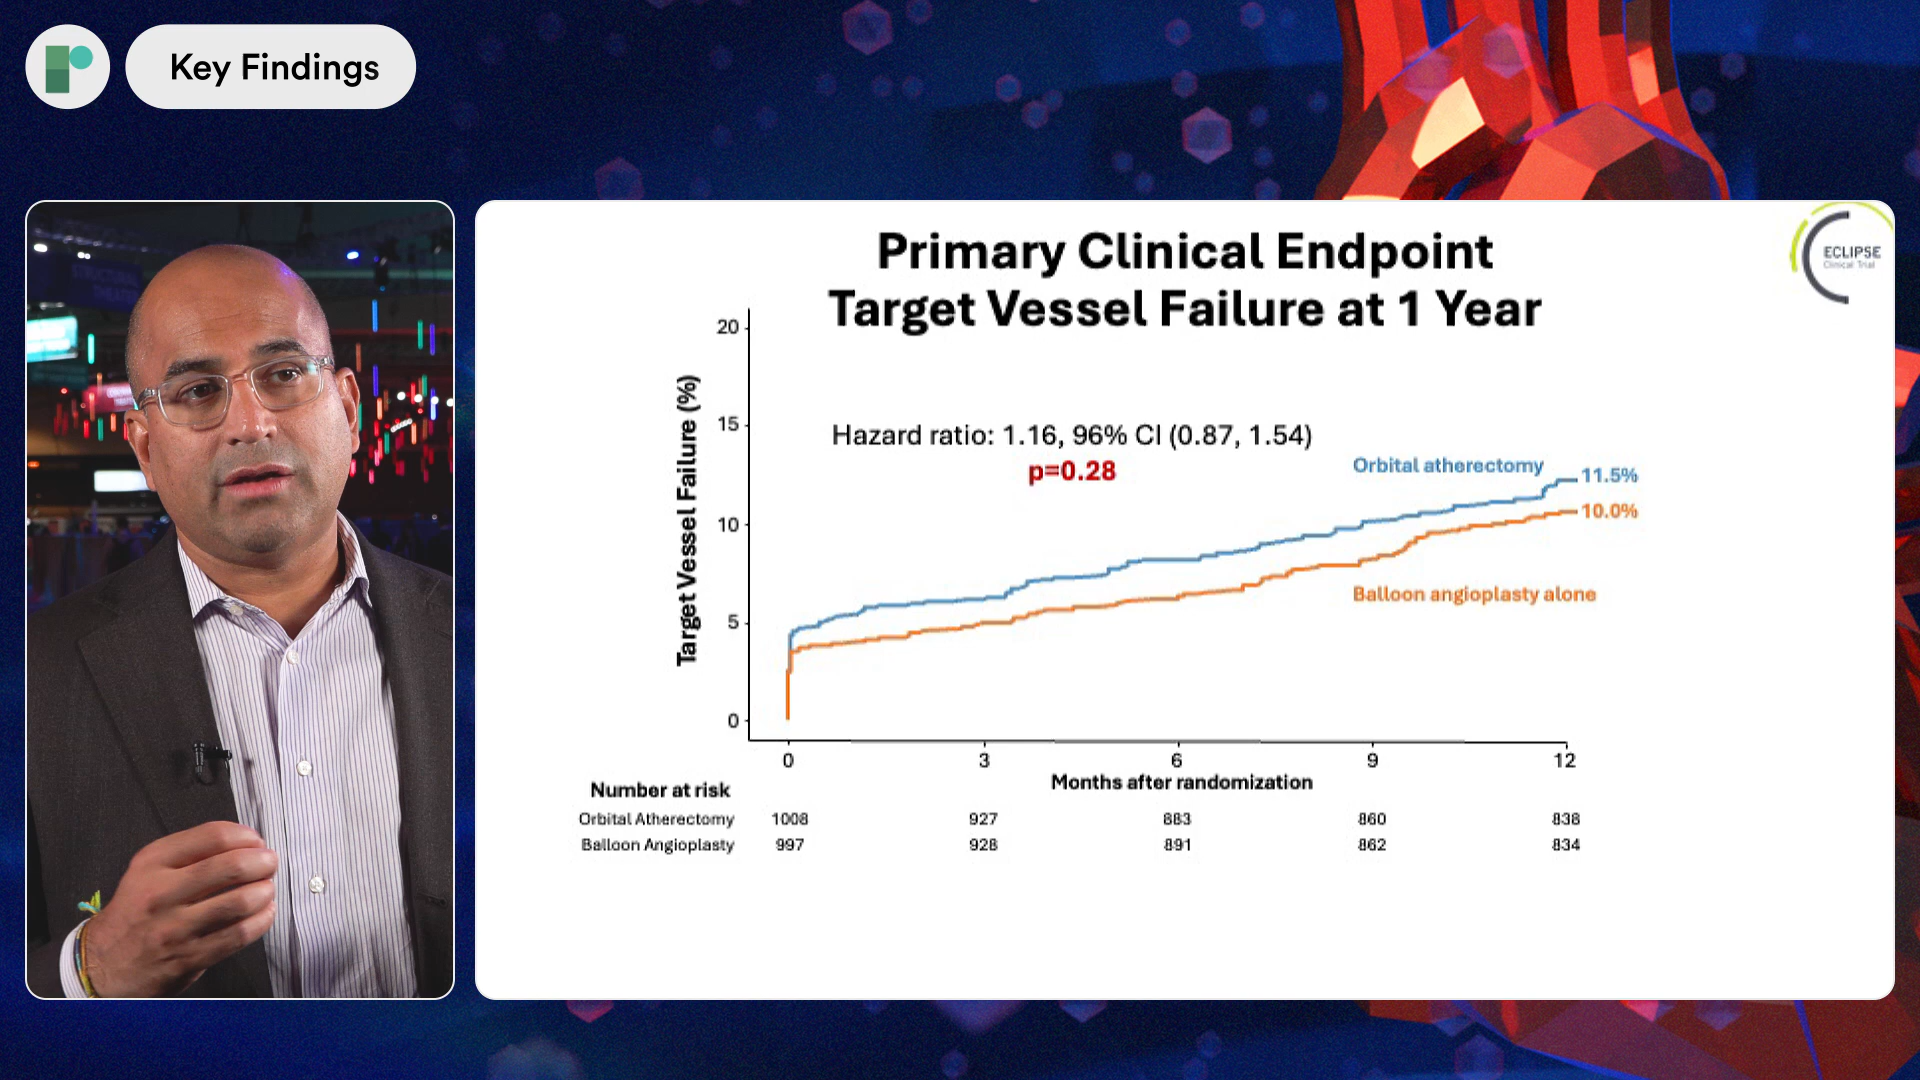 Key Findings
Primary Clinical Endpoint
Target Vessel Failure at 1 Year
ECLIPSE
Clinical Trial
Target Vessel Failure (%)
20
15
10
5
0
Hazard ratio: 1.16, 96% CI (0.87, 1.54)
p=0.28
Orbital atherectomy
11.5%
10.0%
Balloon angioplasty alone
0 3 6 9 12
Months after randomization
Number at risk
Orbital Atherectomy 1008 927 883 860 838
Balloon Angioplasty 997 928 891 862 834